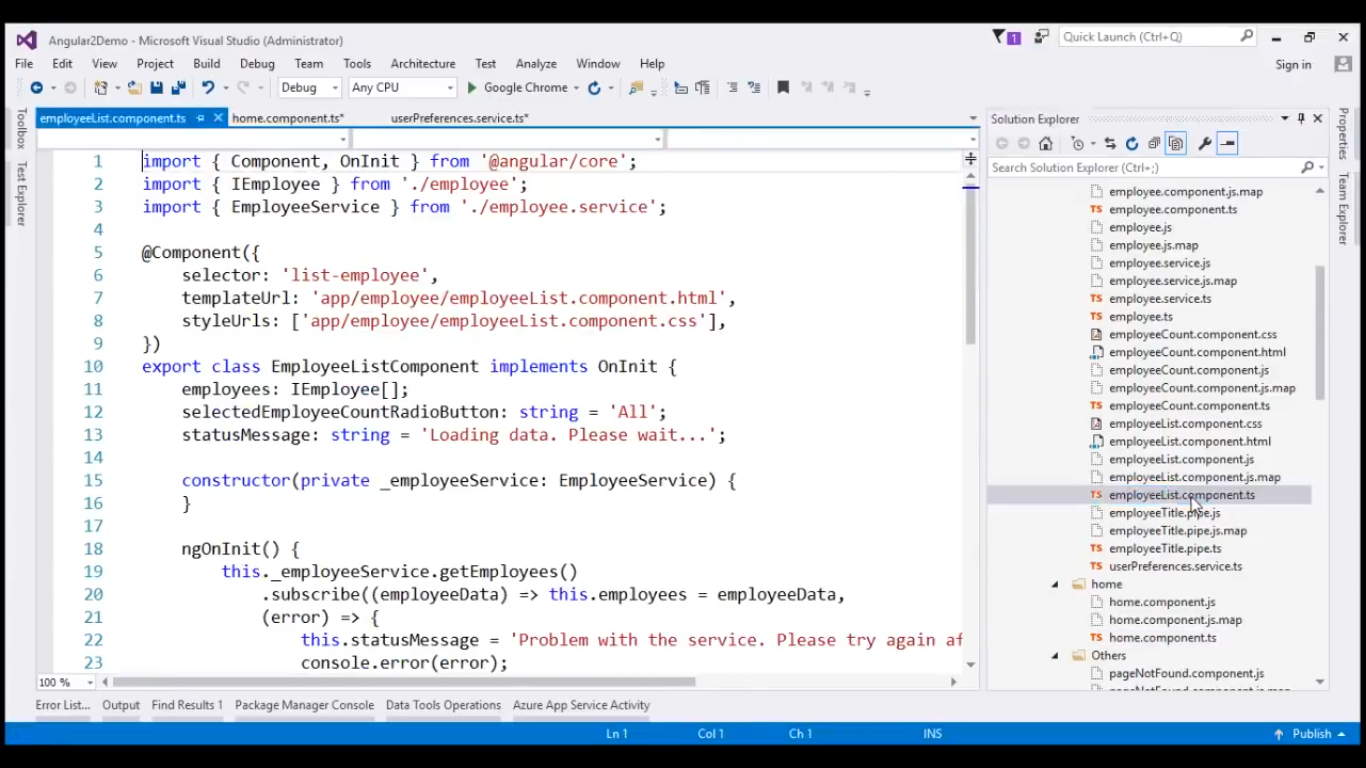 Angular2Demo - Microsoft Visual Studio (Administrator)
1
Quick Launch (Ctrl+Q)
File Edit View Project Build Debug Team Tools Architecture Test Analyze Window Help
Sign in
Debug Any CPU Google Chrome
Toolbox
Test Explorer
employeeList.component.ts home.component.ts* userPreferences.service.ts*
1 import { Component, OnInit } from '@angular/core';
2 import { IEmployee } from './employee';
3 import { EmployeeService } from './employee.service';
4
5 @Component({
6 selector: 'list-employee',
7 templateUrl: 'app/employee/employeeList.component.html',
8 styleUrls: ['app/employee/employeeList.component.css'],
9 })
10 export class EmployeeListComponent implements OnInit {
11 employees: IEmployee[];
12 selectedEmployeeCountRadioButton: string = 'All';
13 statusMessage: string = 'Loading data. Please wait...';
14
15 constructor(private _employeeService: EmployeeService) {
16 }
17
18 ngOnInit() {
19 this._employeeService.getEmployees()
20 .subscribe((employeeData) => this.employees = employeeData,
21 (error) => {
22 this.statusMessage = 'Problem with the service. Please try again af
23 console.error(error);
100 %
Solution Explorer
Search Solution Explorer (Ctrl+;)
employee.component.js.map
employee.component.ts
employee.js
employee.js.map
employee.service.js
employee.service.js.map
employee.service.ts
employee.ts
employeeCount.component.css
employeeCount.component.html
employeeCount.component.js
employeeCount.component.js.map
employeeCount.component.ts
employeeList.component.css
employeeList.component.html
employeeList.component.js
employeeList.component.js.map
employeeList.component.ts
employeeTitle.pipe.js
employeeTitle.pipe.js.map
employeeTitle.pipe.ts
userPreferences.service.ts
home
home.component.js
home.component.js.map
home.component.ts
Others
pageNotFound.component.js
pageNotFound.component.js.map
Properties
Team Explorer
Error List... Output Find Results 1 Package Manager Console Data Tools Operations Azure App Service Activity
Ln 1 Col 1 Ch 1 INS Publish